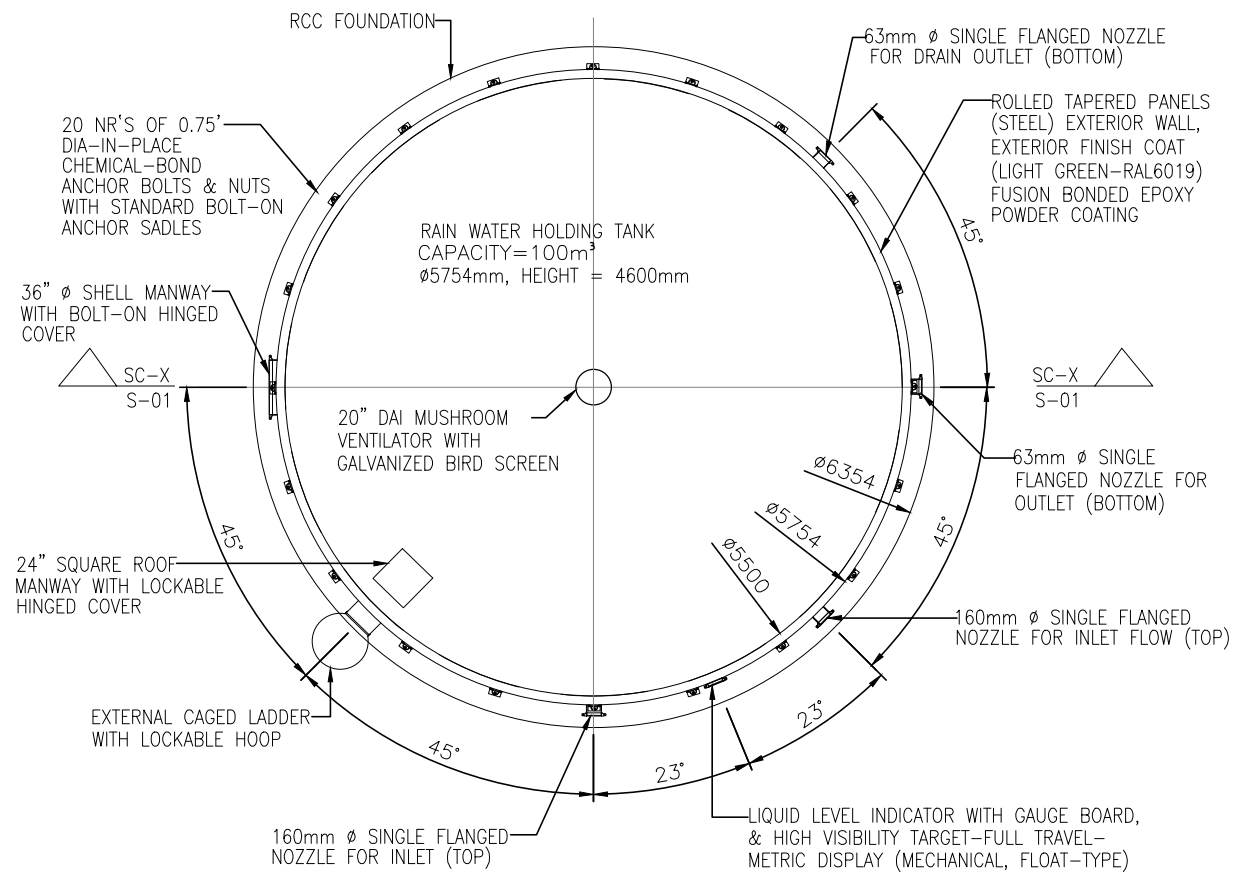 RCC FOUNDATION
63mm ø SINGLE FLANGED NOZZLE
FOR DRAIN OUTLET (BOTTOM)
20 NR'S OF 0.75'
DIA-IN-PLACE
CHEMICAL-BOND
ANCHOR BOLTS & NUTS
WITH STANDARD BOLT-ON
ANCHOR SADLES
ROLLED TAPERED PANELS
(STEEL) EXTERIOR WALL,
EXTERIOR FINISH COAT
(LIGHT GREEN-RAL6019)
FUSION BONDED EPOXY
POWDER COATING
45°
RAIN WATER HOLDING TANK
CAPACITY=100m³
ø5754mm, HEIGHT = 4600mm
36" ø SHELL MANWAY
WITH BOLT-ON HINGED
COVER
SC-X
S-01
SC-X
S-01
20" DAI MUSHROOM
VENTILATOR WITH
GALVANIZED BIRD SCREEN
63mm ø SINGLE
FLANGED NOZZLE FOR
OUTLET (BOTTOM)
ø6354
ø5754
ø5500
45°
45°
24" SQUARE ROOF
MANWAY WITH LOCKABLE
HINGED COVER
160mm ø SINGLE FLANGED
NOZZLE FOR INLET FLOW (TOP)
EXTERNAL CAGED LADDER
WITH LOCKABLE HOOP
45°
23°
23°
160mm ø SINGLE FLANGED
NOZZLE FOR INLET (TOP)
LIQUID LEVEL INDICATOR WITH GAUGE BOARD,
& HIGH VISIBILITY TARGET-FULL TRAVEL-
METRIC DISPLAY (MECHANICAL, FLOAT-TYPE)